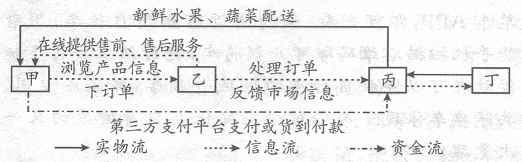 新鲜水果、蔬菜配送
在线提供售前、售后服务
甲 浏览产品信息 乙 处理订单 丙 丁
下订单 反馈市场信息
第三方支付平台支付或货到付款
实物流 信息流 资金流